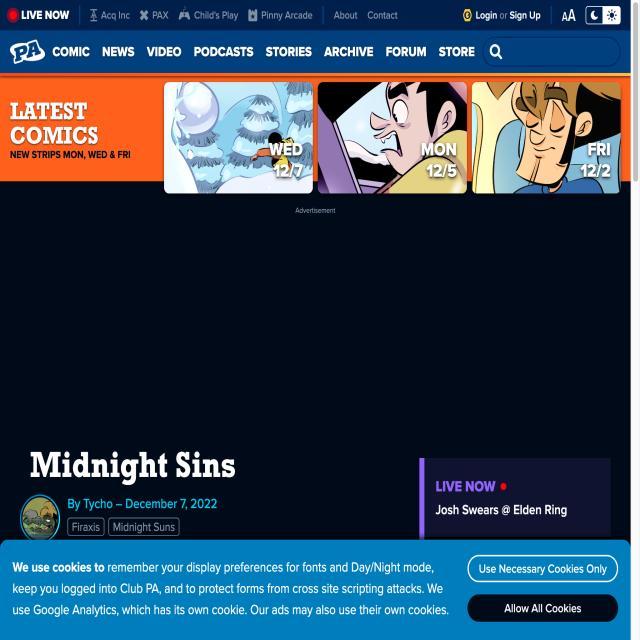 LIVE NOW Acq Inc PAX Child's Play Pinny Arcade About Contact Login or Sign Up AA
PA COMIC NEWS VIDEO PODCASTS STORIES ARCHIVE FORUM STORE
LATEST
COMICS
NEW STRIPS MON, WED & FRI
WED
12/7
MON
12/5
FRI
12/2
Advertisement
Midnight Sins
By Tycho – December 7, 2022
Firaxis Midnight Suns
LIVE NOW
Josh Swears @ Elden Ring
We use cookies to remember your display preferences for fonts and Day/Night mode,
keep you logged into Club PA, and to protect forms from cross site scripting attacks. We
use Google Analytics, which has its own cookie. Our ads may also use their own cookies.
Use Necessary Cookies Only
Allow All Cookies